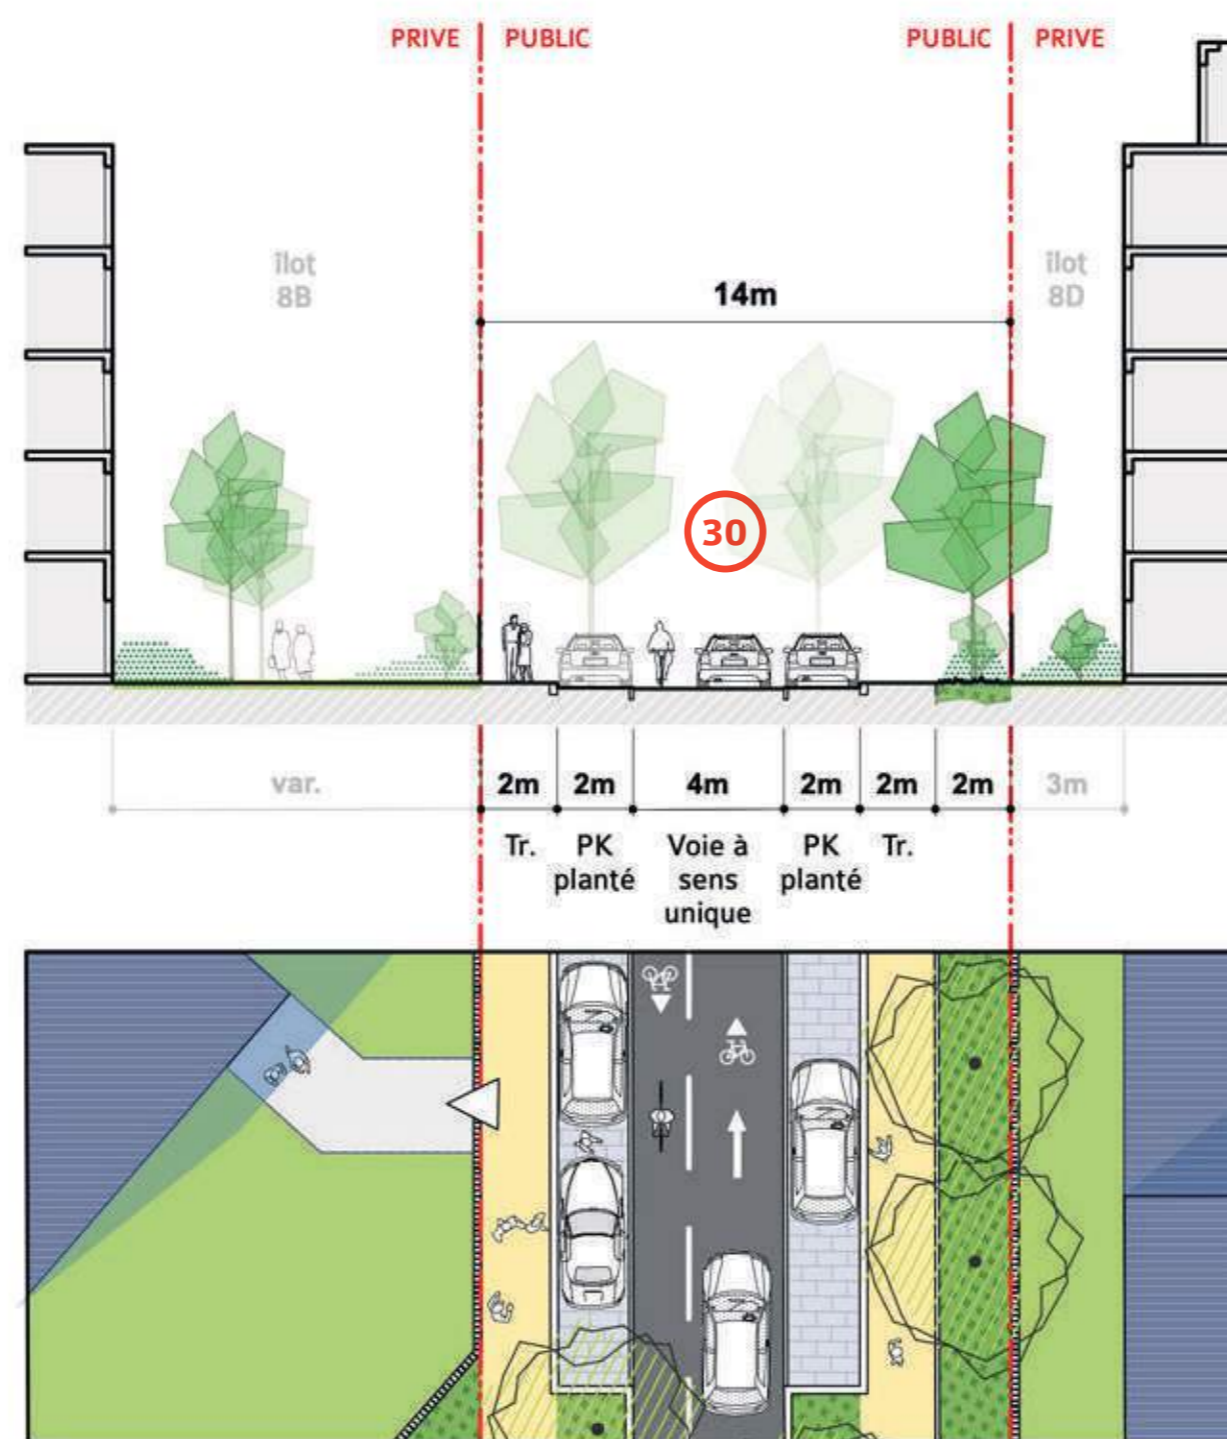 PRIVE PUBLIC PUBLIC PRIVE
îlot
8B
îlot
8D
14m
30
var. 2m 2m 4m 2m 2m 2m 3m
Tr. PK Voie à PK Tr.
planté sens planté
unique